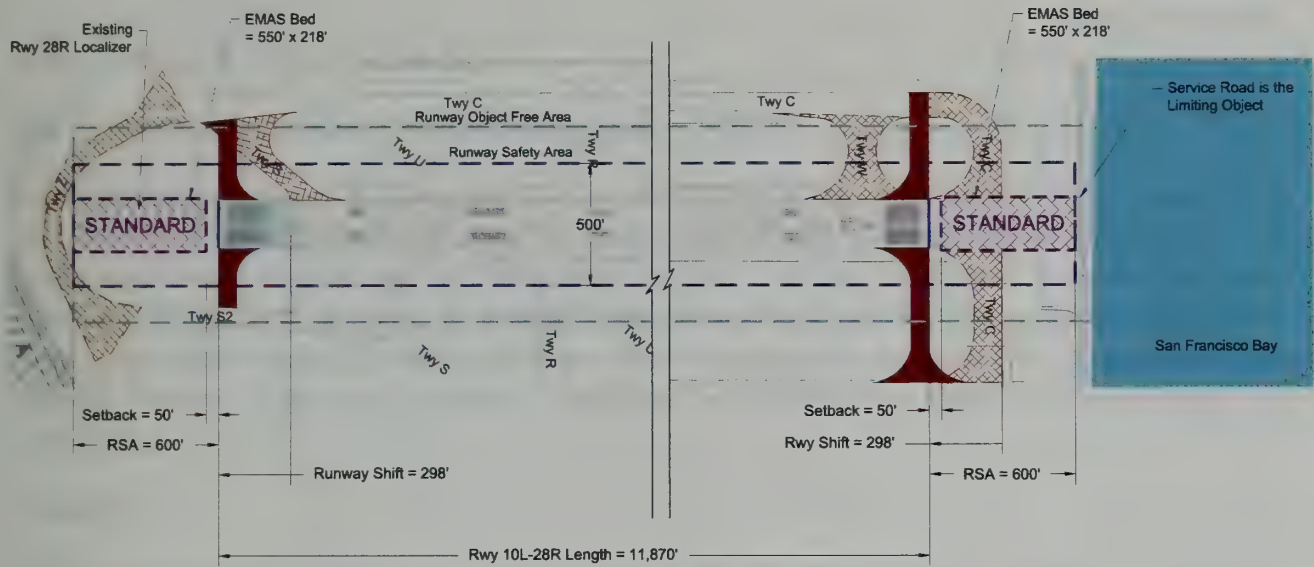 Existing
Rwy 28R Localizer
EMAS Bed
= 550' x 218'
EMAS Bed
= 550' x 218'
Service Road is the
Limiting Object
Twy C
Runway Object Free Area
Twy C
Twy U
Runway Safety Area
Twy R
Twy L
STANDARD
500'
STANDARD
Twy C
Twy C
Twy S2
Twy S
Twy R
San Francisco Bay
Setback = 50'
Setback = 50'
RSA = 600'
Rwy Shift = 298'
Runway Shift = 298'
RSA = 600'
Rwy 10L-28R Length = 11,870'